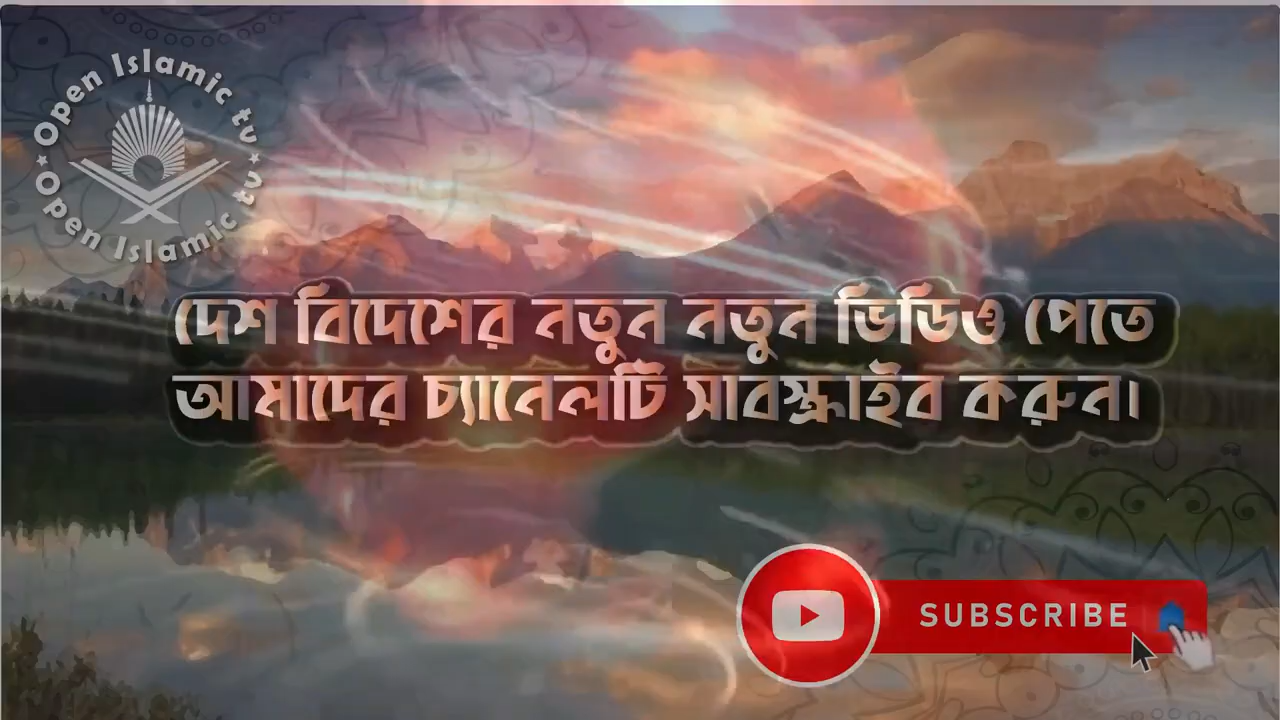 Open Islamic tv
Open Islamic tv
দেশ বিদেশের নতুন নতুন ভিডিও পেতে
আমাদের চ্যানেলটি সাবস্ক্রাইব করুন।
SUBSCRIBE